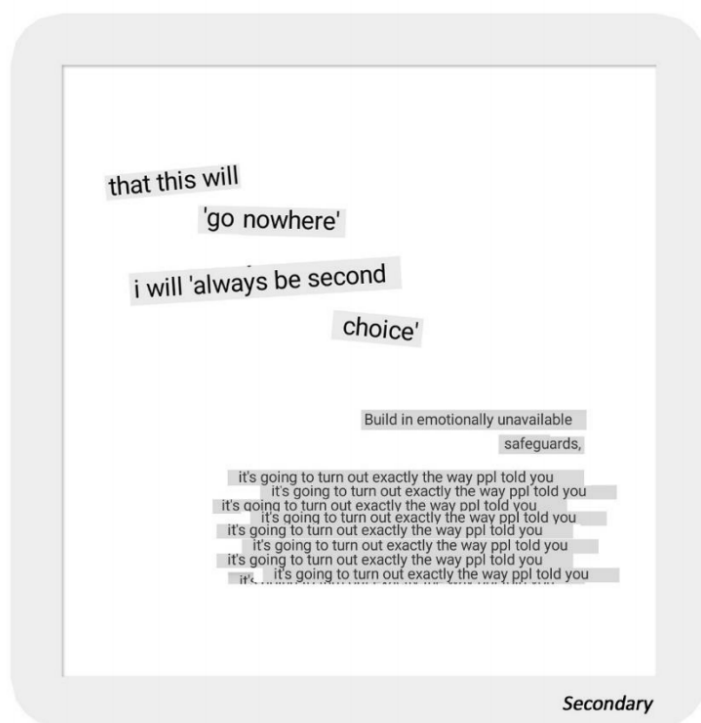 that this will
'go nowhere'
i will 'always be second
choice'
Build in emotionally unavailable
safeguards,
it's going to turn out exactly the way ppl told you
it's going to turn out exactly the way ppl told you
it's going to turn out exactly the way ppl told you
it's going to turn out exactly the way ppl told you
it's going to turn out exactly the way ppl told you
it's going to turn out exactly the way ppl told you
it's going to turn out exactly the way ppl told you
it's going to turn out exactly the way ppl told you
it's
Secondary